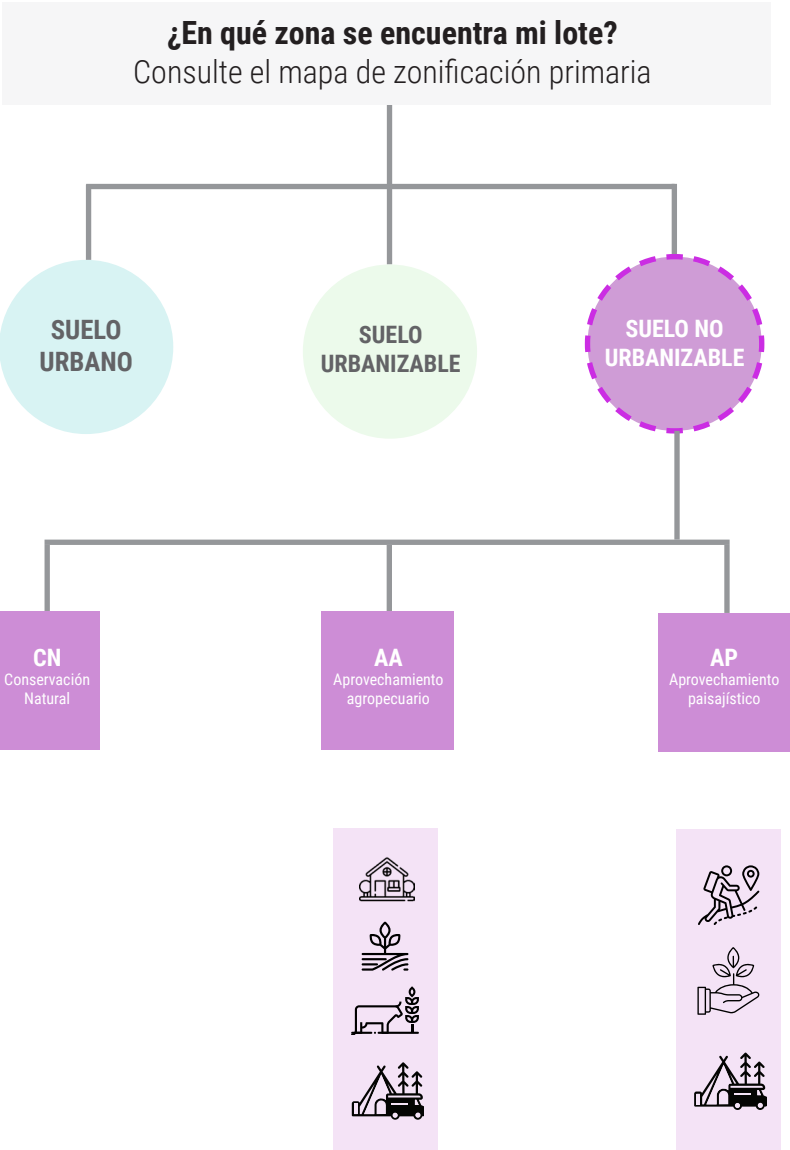 ¿En qué zona se encuentra mi lote?
Consulte el mapa de zonificación primaria
SUELO
URBANO
SUELO
URBANIZABLE
SUELO NO
URBANIZABLE
CN
Conservación
Natural
AA
Aprovechamiento
agropecuario
AP
Aprovechamiento
paisajístico